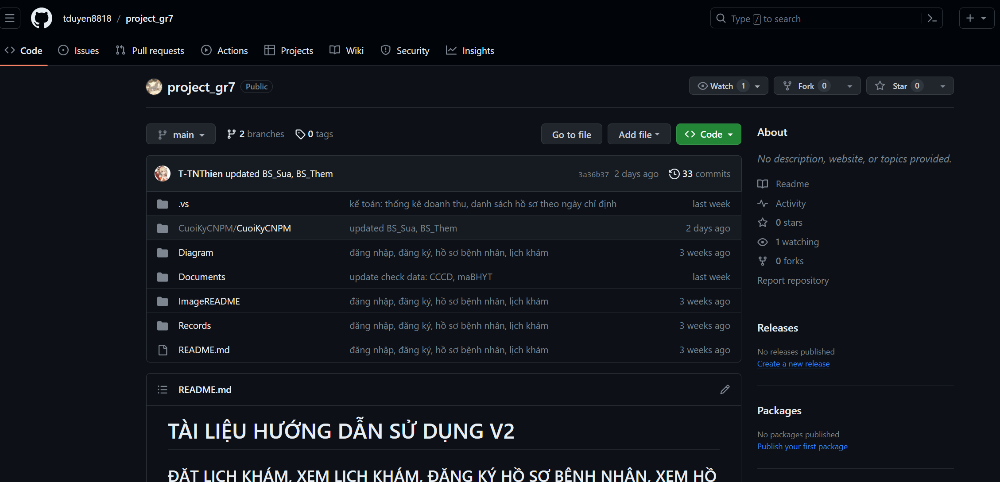 tduyen8818 / project_gr7
Type / to search
Code Issues Pull requests Actions Projects Wiki Security Insights
project_gr7 Public
Watch 1 Fork 0 Star 0
main 2 branches 0 tags Go to file Add file Code
T-TNThien updated BS_Sua, BS_Them 3a36b37 2 days ago 33 commits
.vs kế toán: thống kê doanh thu, danh sách hồ sơ theo ngày chỉ định last week
CuoiKyCNPM/CuoiKyCNPM updated BS_Sua, BS_Them 2 days ago
Diagram đăng nhập, đăng ký, hồ sơ bệnh nhân, lịch khám 3 weeks ago
Documents update check data: CCCD, maBHYT last week
ImageREADME đăng nhập, đăng ký, hồ sơ bệnh nhân, lịch khám 3 weeks ago
Records đăng nhập, đăng ký, hồ sơ bệnh nhân, lịch khám 3 weeks ago
README.md đăng nhập, đăng ký, hồ sơ bệnh nhân, lịch khám 3 weeks ago
README.md
TÀI LIỆU HƯỚNG DẪN SỬ DỤNG V2
ĐẶT LỊCH KHÁM, XEM LỊCH KHÁM, ĐĂNG KÝ HỒ SƠ BỆNH NHÂN, XEM HỒ
About
No description, website, or topics provided.
Readme
Activity
0 stars
1 watching
0 forks
Report repository
Releases
No releases published
Create a new release
Packages
No packages published
Publish your first package